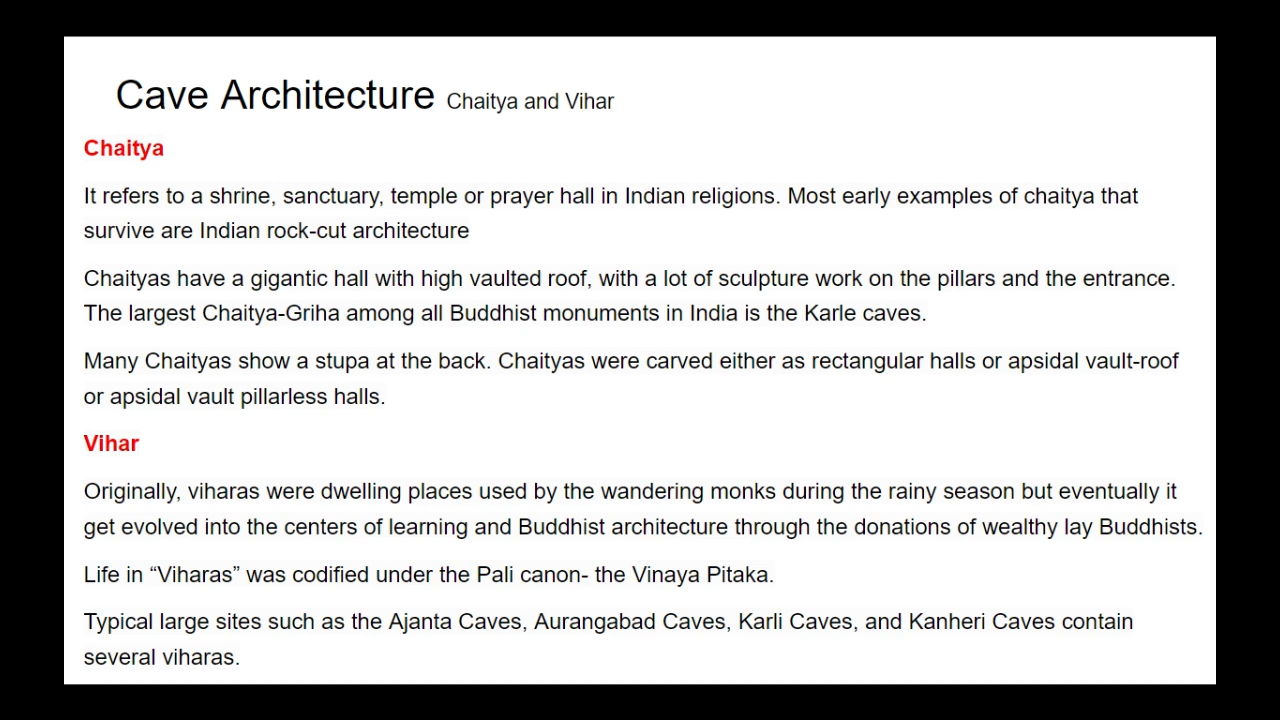 Cave Architecture Chaitya and Vihar
Chaitya
It refers to a shrine, sanctuary, temple or prayer hall in Indian religions. Most early examples of chaitya that
survive are Indian rock-cut architecture
Chaityas have a gigantic hall with high vaulted roof, with a lot of sculpture work on the pillars and the entrance.
The largest Chaitya-Griha among all Buddhist monuments in India is the Karle caves.
Many Chaityas show a stupa at the back. Chaityas were carved either as rectangular halls or apsidal vault-roof
or apsidal vault pillarless halls.
Vihar
Originally, viharas were dwelling places used by the wandering monks during the rainy season but eventually it
get evolved into the centers of learning and Buddhist architecture through the donations of wealthy lay Buddhists.
Life in “Viharas” was codified under the Pali canon- the Vinaya Pitaka.
Typical large sites such as the Ajanta Caves, Aurangabad Caves, Karli Caves, and Kanheri Caves contain
several viharas.